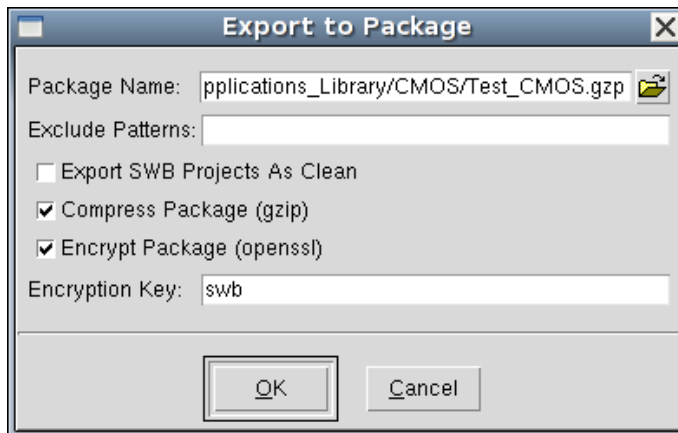 Export to Package
Package Name: pplications_Library/CMOS/Test_CMOS.gzp
Exclude Patterns:
Export SWB Projects As Clean
Compress Package (gzip)
Encrypt Package (openssl)
Encryption Key: swb
OK Cancel